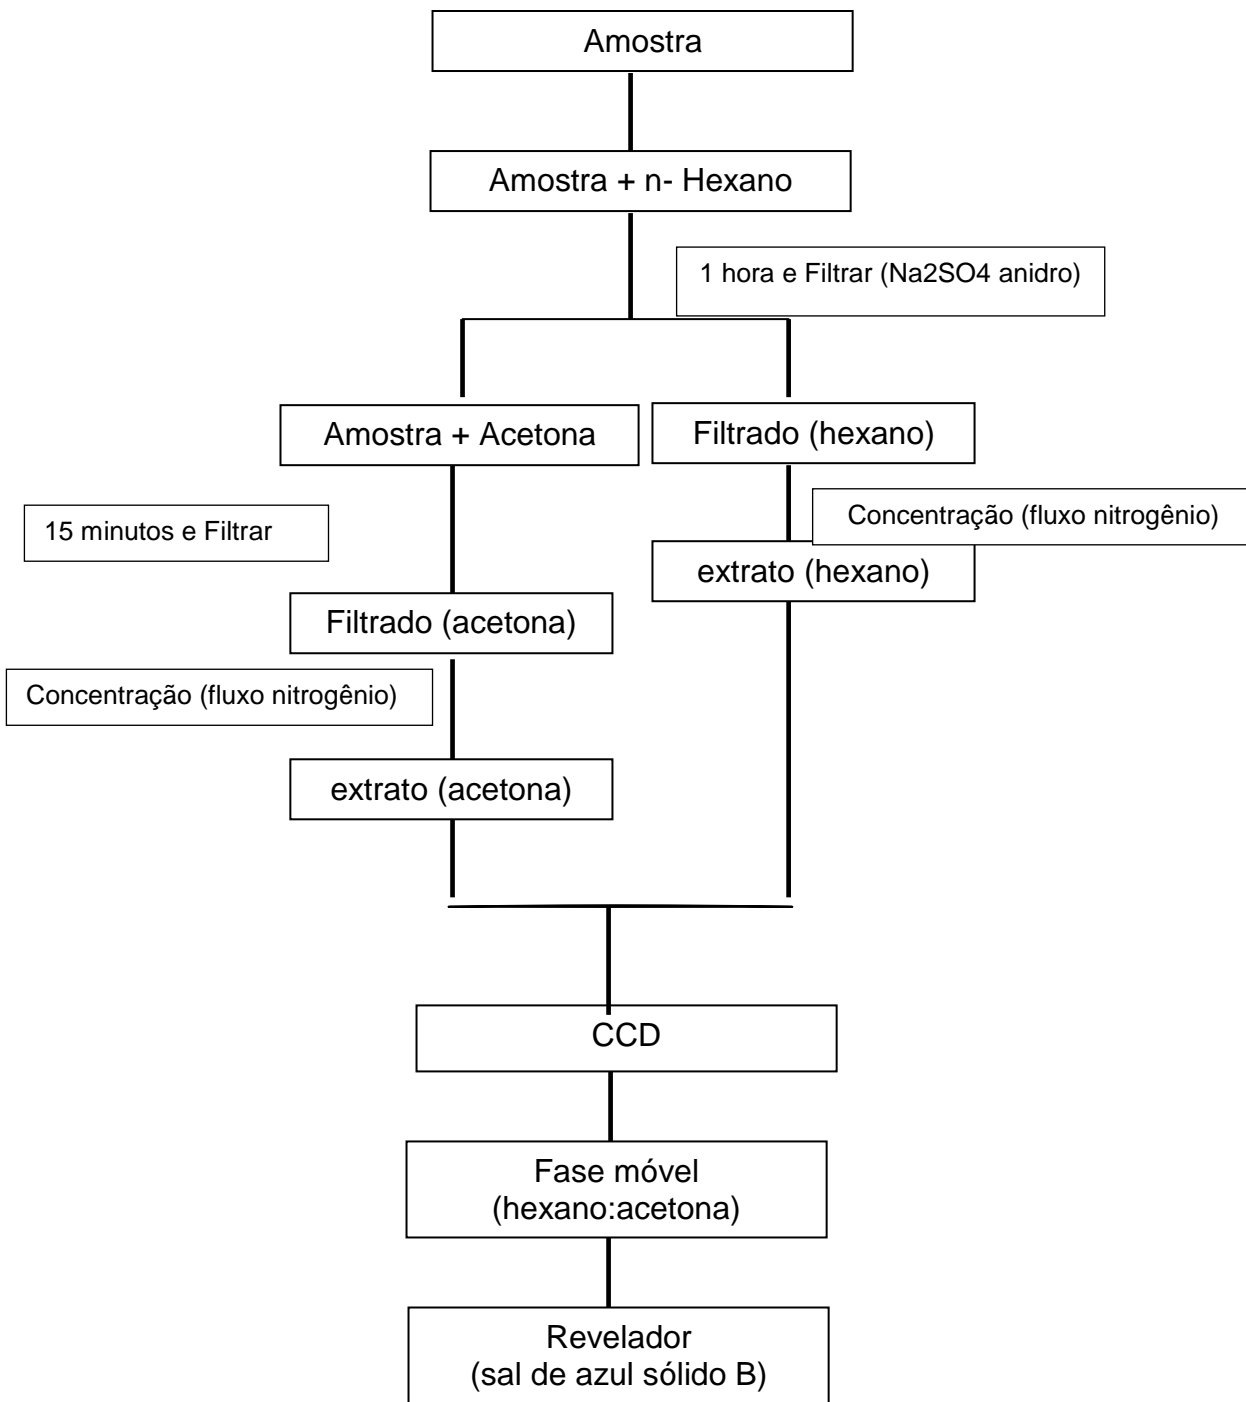 Amostra
Amostra + n- Hexano
1 hora e Filtrar (Na2SO4 anidro)
Amostra + Acetona
Filtrado (hexano)
15 minutos e Filtrar
Concentração (fluxo nitrogênio)
extrato (hexano)
Filtrado (acetona)
Concentração (fluxo nitrogênio)
extrato (acetona)
CCD
Fase móvel
(hexano:acetona)
Revelador
(sal de azul sólido B)